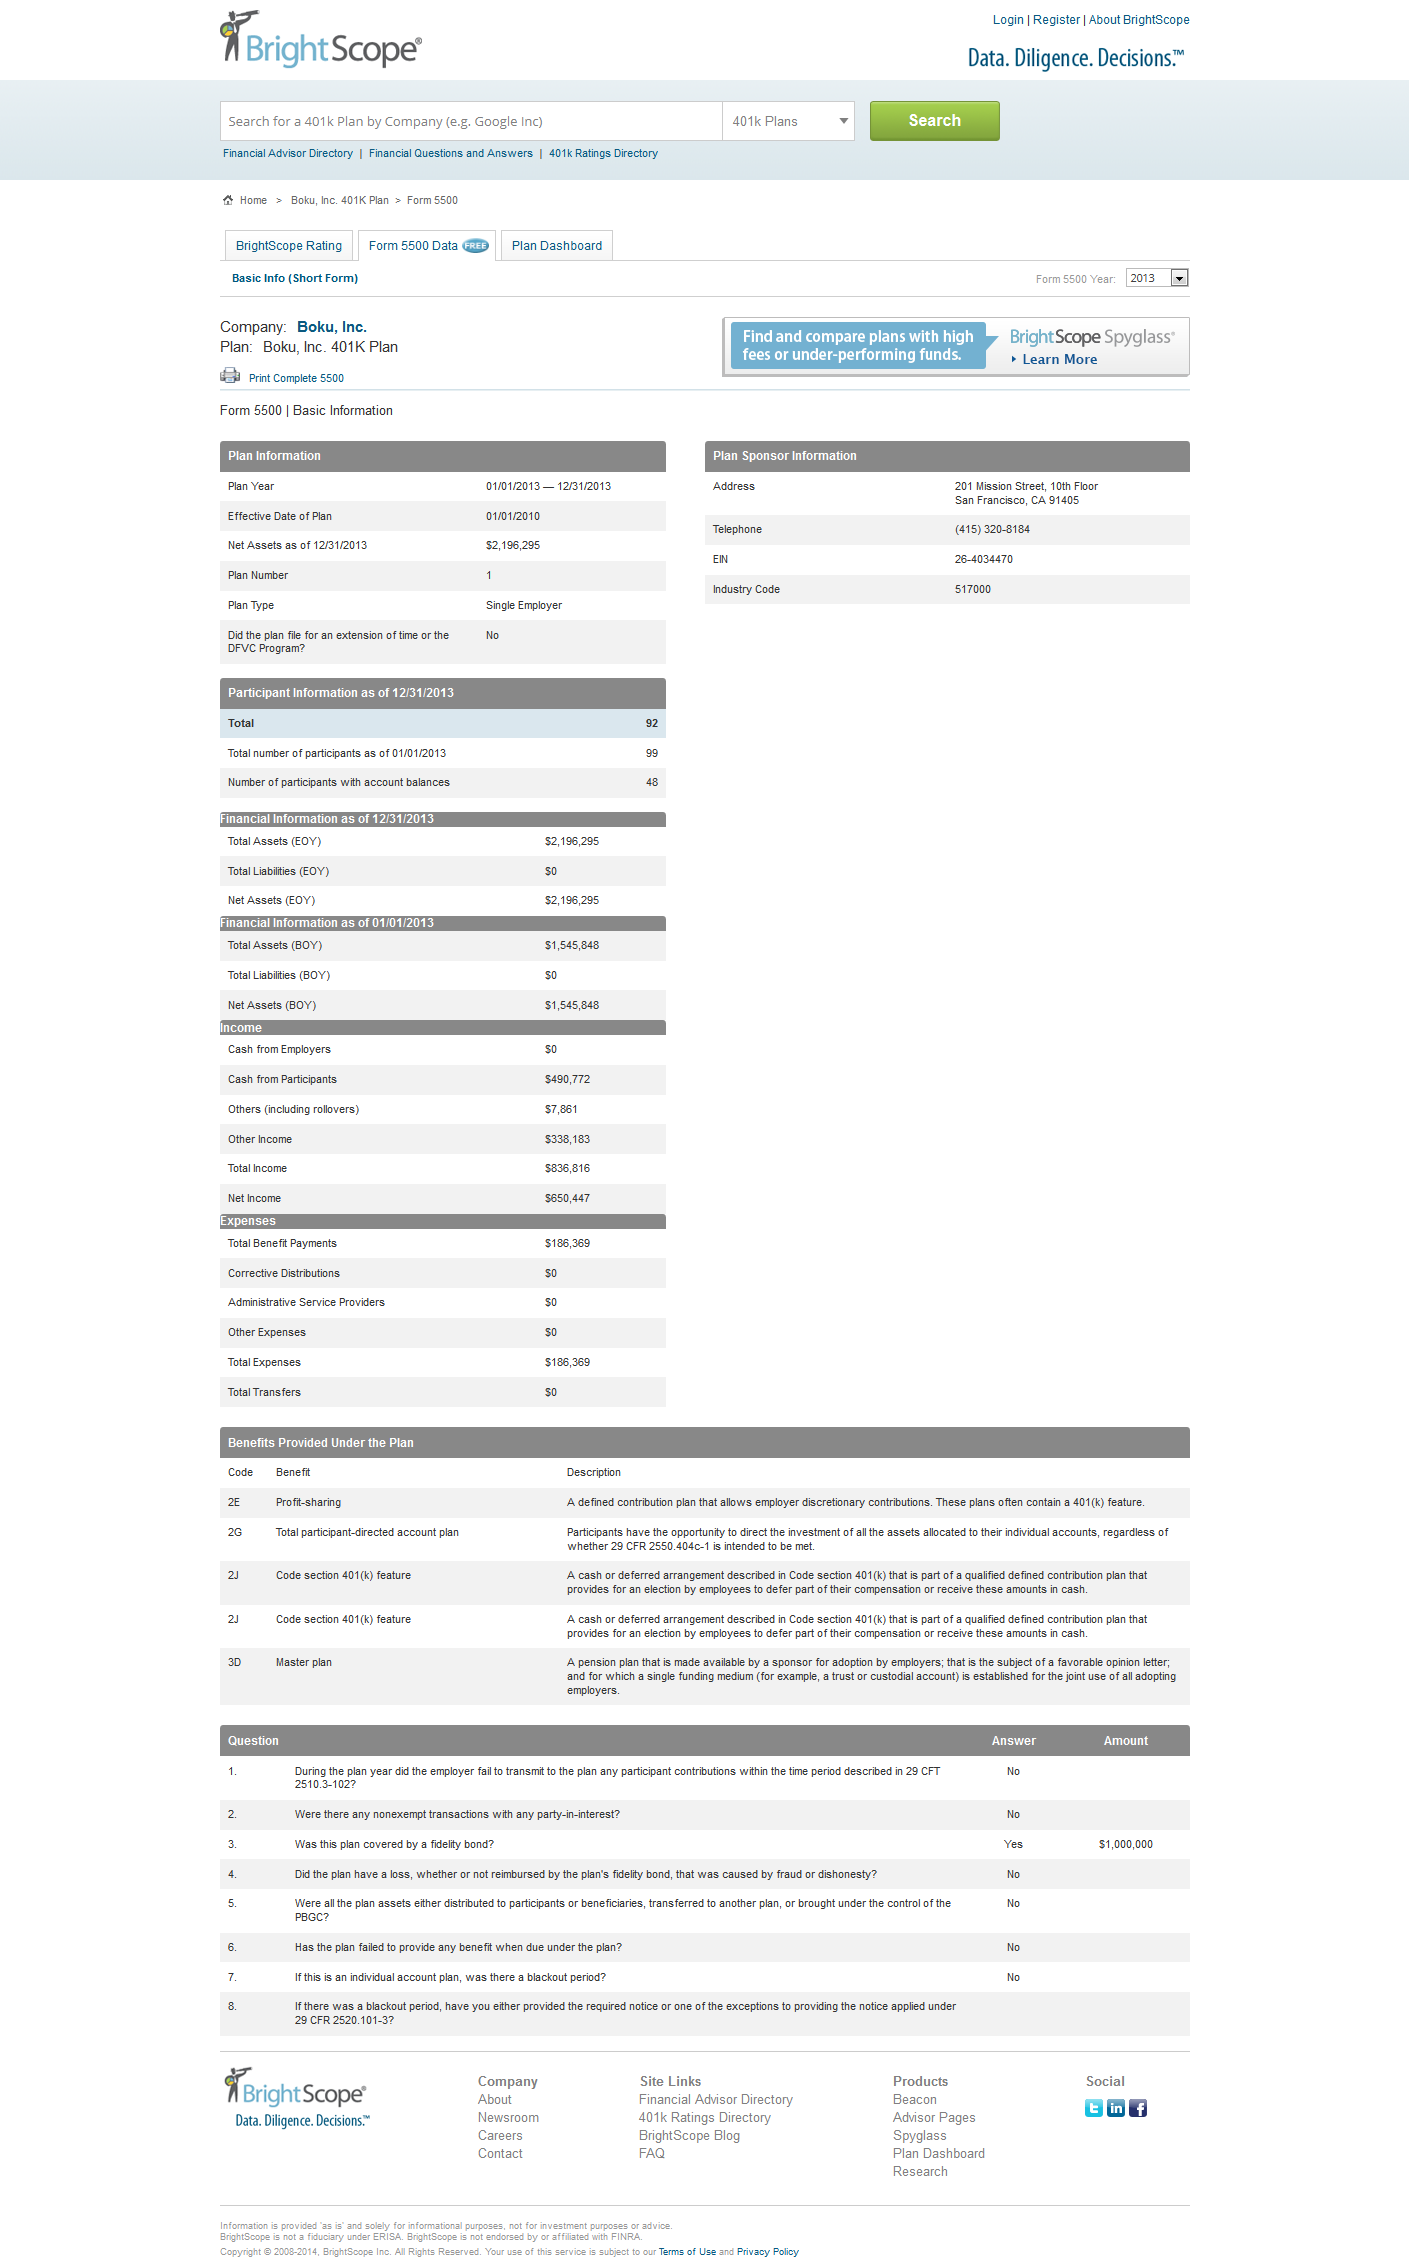 Login | Register | About BrightScope
BrightScope®
Data. Diligence. Decisions.™
Search for a 401k Plan by Company (e.g. Google Inc)
401k Plans
Search
Financial Advisor Directory | Financial Questions and Answers | 401k Ratings Directory
Home > Boku, Inc. 401K Plan > Form 5500
BrightScope Rating
Form 5500 Data FREE
Plan Dashboard
Basic Info (Short Form)
Form 5500 Year: 2013
Company: Boku, Inc.
Plan: Boku, Inc. 401K Plan
Print Complete 5500
Find and compare plans with high
fees or under-performing funds.
BrightScope Spyglass®
Learn More
Form 5500 | Basic Information
Plan Information
Plan Year 01/01/2013 — 12/31/2013
Effective Date of Plan 01/01/2010
Net Assets as of 12/31/2013 $2,196,295
Plan Number 1
Plan Type Single Employer
Did the plan file for an extension of time or the No
DFVC Program?
Plan Sponsor Information
Address 201 Mission Street, 10th Floor
San Francisco, CA 91405
Telephone (415) 320-8184
EIN 26-4034470
Industry Code 517000
Participant Information as of 12/31/2013
Total 92
Total number of participants as of 01/01/2013 99
Number of participants with account balances 48
Financial Information as of 12/31/2013
Total Assets (EOY) $2,196,295
Total Liabilities (EOY) $0
Net Assets (EOY) $2,196,295
Financial Information as of 01/01/2013
Total Assets (BOY) $1,545,848
Total Liabilities (BOY) $0
Net Assets (BOY) $1,545,848
Income
Cash from Employers $0
Cash from Participants $490,772
Others (including rollovers) $7,861
Other Income $338,183
Total Income $836,816
Net Income $650,447
Expenses
Total Benefit Payments $186,369
Corrective Distributions $0
Administrative Service Providers $0
Other Expenses $0
Total Expenses $186,369
Total Transfers $0
Benefits Provided Under the Plan
Code Benefit Description
2E Profit-sharing A defined contribution plan that allows employer discretionary contributions. These plans often contain a 401(k) feature.
2G Total participant-directed account plan Participants have the opportunity to direct the investment of all the assets allocated to their individual accounts, regardless of
whether 29 CFR 2550.404c-1 is intended to be met.
2J Code section 401(k) feature A cash or deferred arrangement described in Code section 401(k) that is part of a qualified defined contribution plan that
provides for an election by employees to defer part of their compensation or receive these amounts in cash.
2J Code section 401(k) feature A cash or deferred arrangement described in Code section 401(k) that is part of a qualified defined contribution plan that
provides for an election by employees to defer part of their compensation or receive these amounts in cash.
3D Master plan A pension plan that is made available by a sponsor for adoption by employers; that is the subject of a favorable opinion letter;
and for which a single funding medium (for example, a trust or custodial account) is established for the joint use of all adopting
employers.
Question Answer Amount
1. During the plan year did the employer fail to transmit to the plan any participant contributions within the time period described in 29 CFT No
2510.3-102?
2. Were there any nonexempt transactions with any party-in-interest? No
3. Was this plan covered by a fidelity bond? Yes $1,000,000
4. Did the plan have a loss, whether or not reimbursed by the plan's fidelity bond, that was caused by fraud or dishonesty? No
5. Were all the plan assets either distributed to participants or beneficiaries, transferred to another plan, or brought under the control of the No
PBGC?
6. Has the plan failed to provide any benefit when due under the plan? No
7. If this is an individual account plan, was there a blackout period? No
8. If there was a blackout period, have you either provided the required notice or one of the exceptions to providing the notice applied under
29 CFR 2520.101-3?
BrightScope®
Data. Diligence. Decisions.™
Company
About
Newsroom
Careers
Contact
Site Links
Financial Advisor Directory
401k Ratings Directory
BrightScope Blog
FAQ
Products
Beacon
Advisor Pages
Spyglass
Plan Dashboard
Research
Social
t in f
Information is provided 'as is' and solely for informational purposes, not for investment purposes or advice.
BrightScope is not a fiduciary under ERISA. BrightScope is not endorsed by or affiliated with FINRA.
Copyright © 2008-2014, BrightScope Inc. All Rights Reserved. Your use of this service is subject to our Terms of Use and Privacy Policy